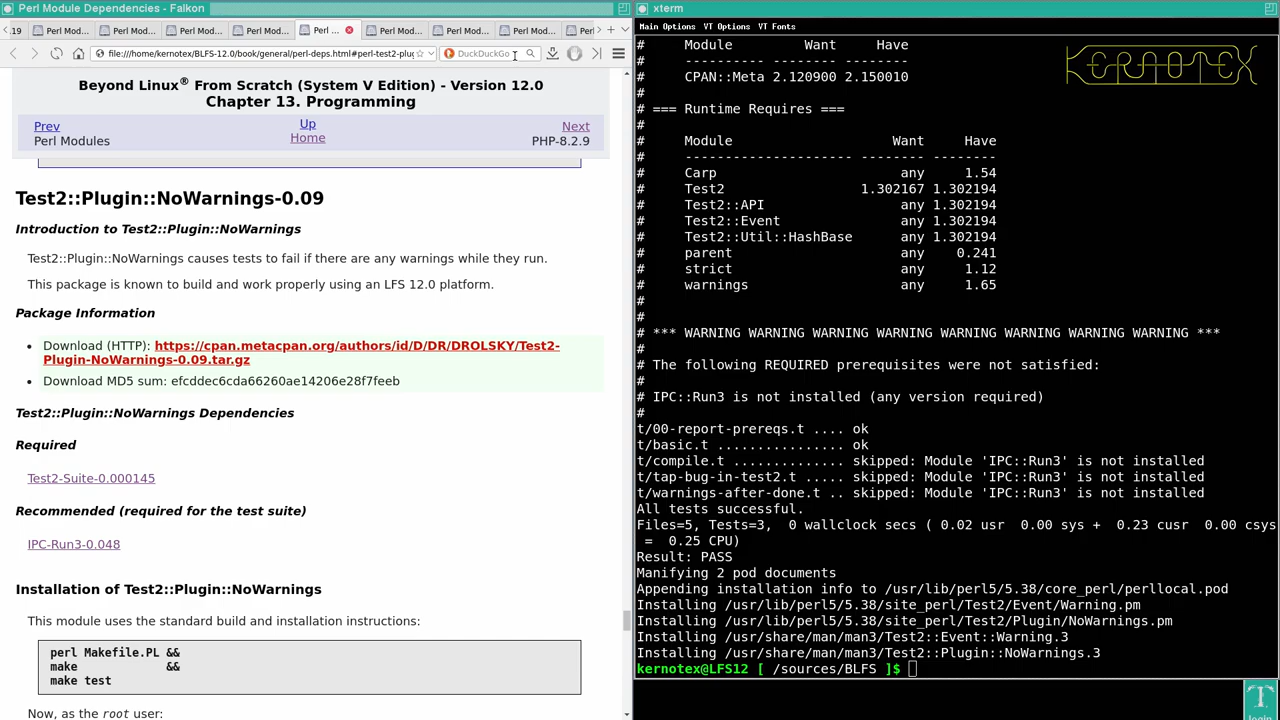 Perl Module Dependencies - Falkon
19
Perl Mod...
Perl Mod...
Perl Mod...
Perl Mod...
Perl ...
Perl Mod...
Perl Mod...
Perl Mod...
Perl
file:///home/kernotex/BLFS-12.0/book/general/perl-deps.html#perl-test2-plug
DuckDuckGo
Beyond Linux® From Scratch (System V Edition) - Version 12.0
Chapter 13. Programming
Prev Up Next
Perl Modules Home PHP-8.2.9
Test2::Plugin::NoWarnings-0.09
Introduction to Test2::Plugin::NoWarnings
Test2::Plugin::NoWarnings causes tests to fail if there are any warnings while they run.
This package is known to build and work properly using an LFS 12.0 platform.
Package Information
• Download (HTTP): https://cpan.metacpan.org/authors/id/D/DR/DROLSKY/Test2-
Plugin-NoWarnings-0.09.tar.gz
• Download MD5 sum: efcddec6cda66260ae14206e28f7feeb
Test2::Plugin::NoWarnings Dependencies
Required
Test2-Suite-0.000145
Recommended (required for the test suite)
IPC-Run3-0.048
Installation of Test2::Plugin::NoWarnings
This module uses the standard build and installation instructions:
perl Makefile.PL &&
make &&
make test
Now, as the root user:
xterm
Main Options VT Options VT Fonts
KERNOTEX
# Module Want Have
# ---------- -------- --------
# CPAN::Meta 2.120900 2.150010
#
# === Runtime Requires ===
#
# Module Want Have
# --------------------- -------- --------
# Carp any 1.54
# Test2 1.302167 1.302194
# Test2::API any 1.302194
# Test2::Event any 1.302194
# Test2::Util::HashBase any 1.302194
# parent any 0.241
# strict any 1.12
# warnings any 1.65
#
#
# *** WARNING WARNING WARNING WARNING WARNING WARNING WARNING WARNING ***
#
# The following REQUIRED prerequisites were not satisfied:
#
# IPC::Run3 is not installed (any version required)
#
t/00-report-prereqs.t .... ok
t/basic.t ............... ok
t/compile.t ............. skipped: Module 'IPC::Run3' is not installed
t/tap-bug-in-test2.t ..... skipped: Module 'IPC::Run3' is not installed
t/warnings-after-done.t .. skipped: Module 'IPC::Run3' is not installed
All tests successful.
Files=5, Tests=3, 0 wallclock secs ( 0.02 usr 0.00 sys + 0.23 cusr 0.00 csys
= 0.25 CPU)
Result: PASS
Manifying 2 pod documents
Appending installation info to /usr/lib/perl5/5.38/core_perl/perllocal.pod
Installing /usr/lib/perl5/5.38/site_perl/Test2/Event/Warning.pm
Installing /usr/lib/perl5/5.38/site_perl/Test2/Plugin/NoWarnings.pm
Installing /usr/share/man/man3/Test2::Event::Warning.3
Installing /usr/share/man/man3/Test2::Plugin::NoWarnings.3
kernotex@LFS12 [ /sources/BLFS ]$
login